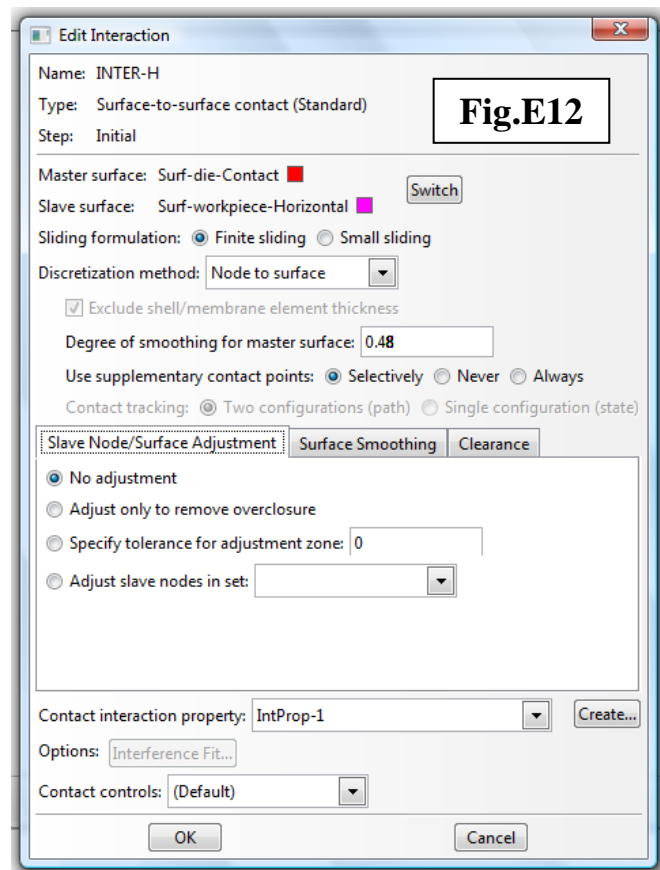 Edit Interaction
Name: INTER-H
Type: Surface-to-surface contact (Standard)
Fig.E12
Step: Initial
Master surface: Surf-die-Contact
Switch
Slave surface: Surf-workpiece-Horizontal
Sliding formulation: Finite sliding Small sliding
Discretization method: Node to surface
Exclude shell/membrane element thickness
Degree of smoothing for master surface: 0.48
Use supplementary contact points: Selectively Never Always
Contact tracking: Two configurations (path) Single configuration (state)
Slave Node/Surface Adjustment Surface Smoothing Clearance
No adjustment
Adjust only to remove overclosure
Specify tolerance for adjustment zone: 0
Adjust slave nodes in set:
Contact interaction property: IntProp-1 Create...
Options: Interference Fit...
Contact controls: (Default)
OK Cancel